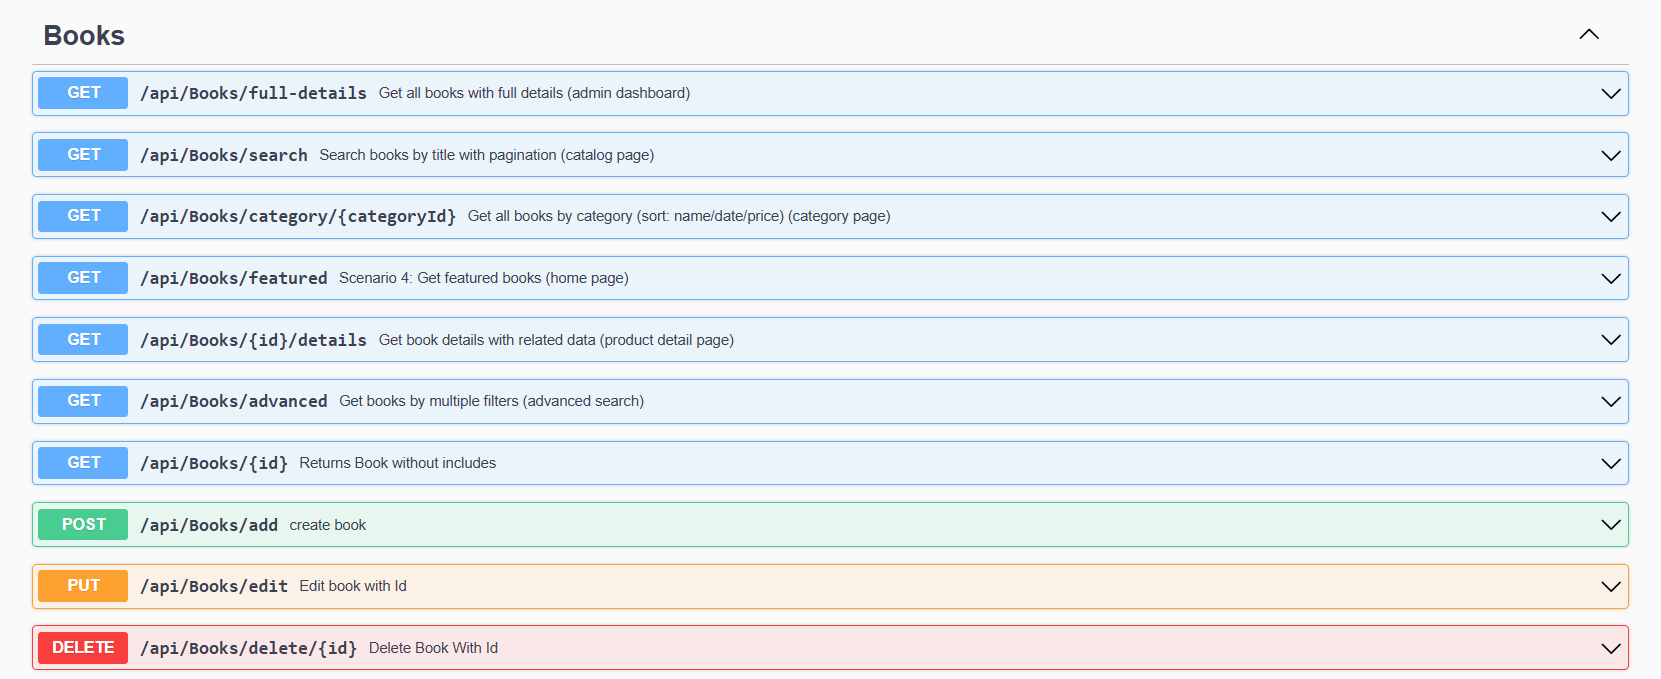 Books
GET /api/Books/full-details Get all books with full details (admin dashboard)
GET /api/Books/search Search books by title with pagination (catalog page)
GET /api/Books/category/{categoryId} Get all books by category (sort: name/date/price) (category page)
GET /api/Books/featured Scenario 4: Get featured books (home page)
GET /api/Books/{id}/details Get book details with related data (product detail page)
GET /api/Books/advanced Get books by multiple filters (advanced search)
GET /api/Books/{id} Returns Book without includes
POST /api/Books/add create book
PUT /api/Books/edit Edit book with Id
DELETE /api/Books/delete/{id} Delete Book With Id